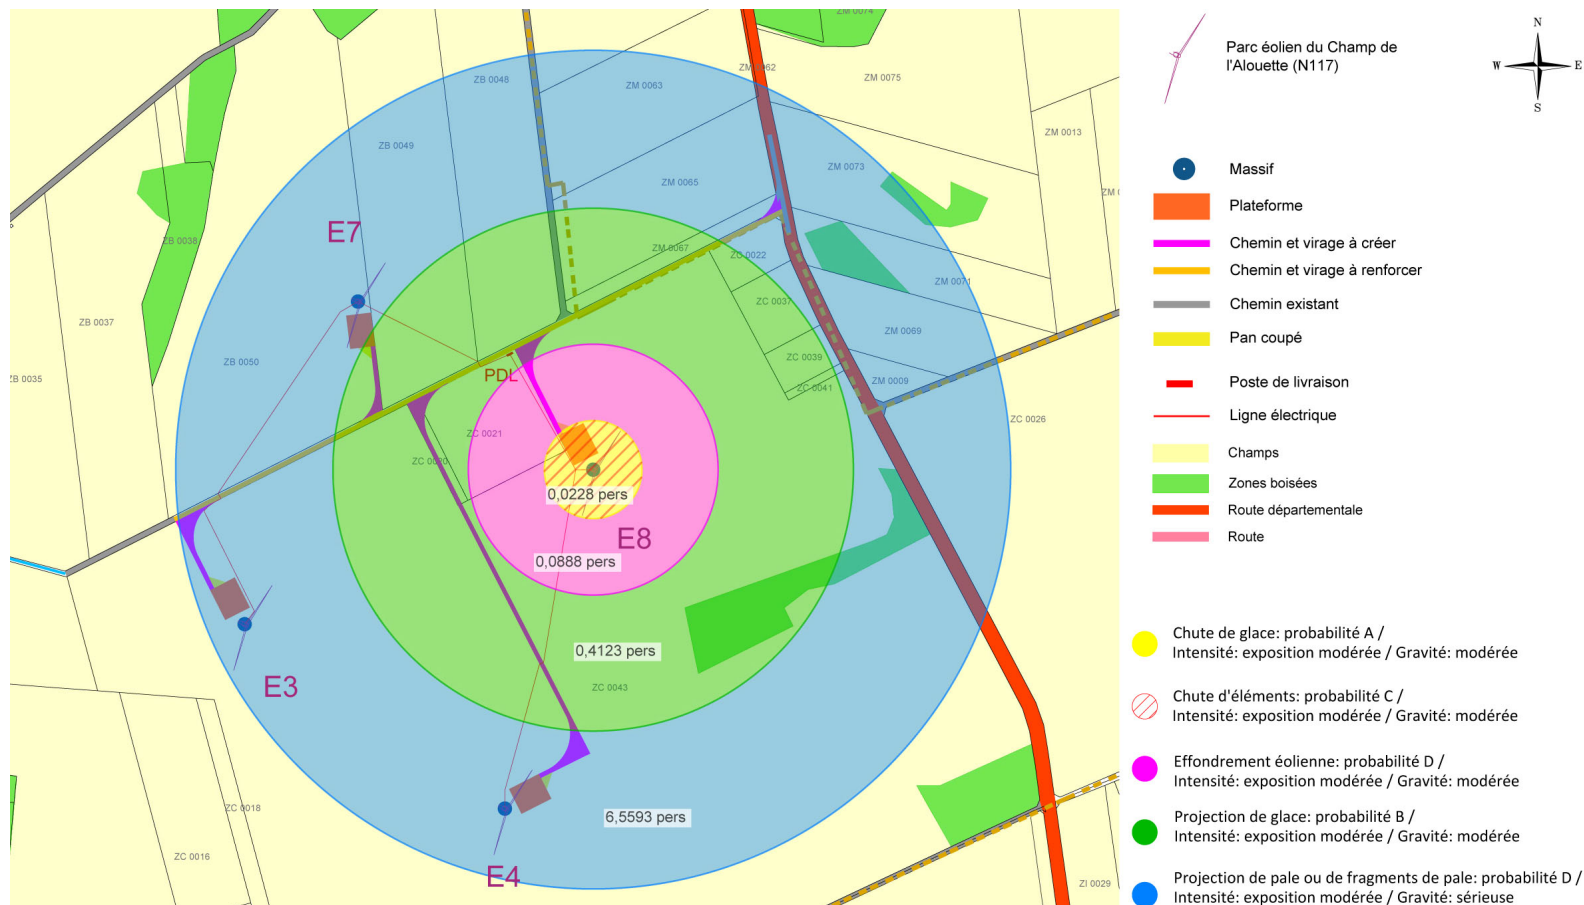 ZM 0074
ZM 0062
ZB 0048
ZM 0063
ZM 0075
ZM 0013
ZB 0049
ZM 0073
ZM 0065
ZB 0038
E7
ZM 0067
ZC 0022
ZM 0071
ZC 0037
ZB 0037
ZM 0069
ZB 0050
ZC 0039
ZB 0035
PDL
ZM 0009
ZC 0041
ZC 0026
ZC 0021
ZC 0020
0,0228 pers
E8
0,0888 pers
0,4123 pers
E3
ZC 0043
ZC 0018
6,5593 pers
ZC 0016
E4
ZI 0029
Parc éolien du Champ de
l'Alouette (N117)
N
W
E
S
Massif
Plateforme
Chemin et virage à créer
Chemin et virage à renforcer
Chemin existant
Pan coupé
Poste de livraison
Ligne électrique
Champs
Zones boisées
Route départementale
Route
Chute de glace: probabilité A /
Intensité: exposition modérée / Gravité: modérée
Chute d'éléments: probabilité C /
Intensité: exposition modérée / Gravité: modérée
Effondrement éolienne: probabilité D /
Intensité: exposition modérée / Gravité: modérée
Projection de glace: probabilité B /
Intensité: exposition modérée / Gravité: modérée
Projection de pale ou de fragments de pale: probabilité D /
Intensité: exposition modérée / Gravité: sérieuse